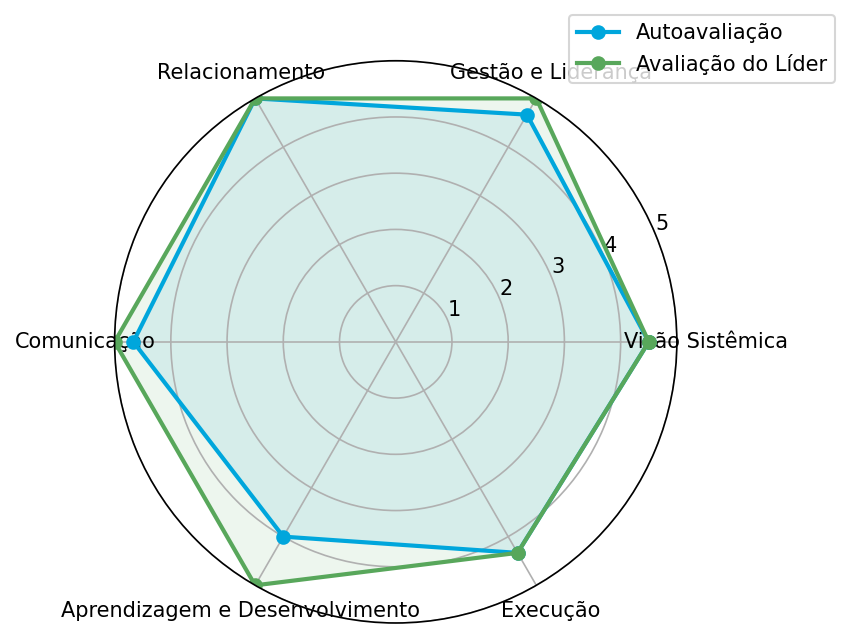 Autoavaliação
Avaliação do Líder
Relacionamento
Gestão e Liderança
5
4
3
2
1
Comunicação
Visão Sistêmica
Aprendizagem e Desenvolvimento
Execução